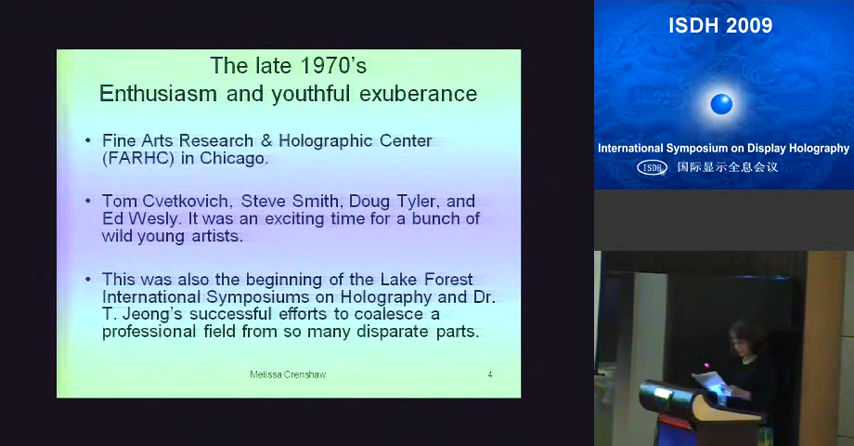 The late 1970's
Enthusiasm and youthful exuberance
• Fine Arts Research & Holographic Center
(FARHC) in Chicago.
• Tom Cvetkovich, Steve Smith, Doug Tyler, and
Ed Wesly. It was an exciting time for a bunch of
wild young artists.
• This was also the beginning of the Lake Forest
International Symposiums on Holography and Dr.
T. Jeong's successful efforts to coalesce a
professional field from so many disparate parts.
Melissa Crenshaw 4
ISDH 2009
International Symposium on Display Holography
ISDH 国际显示全息会议